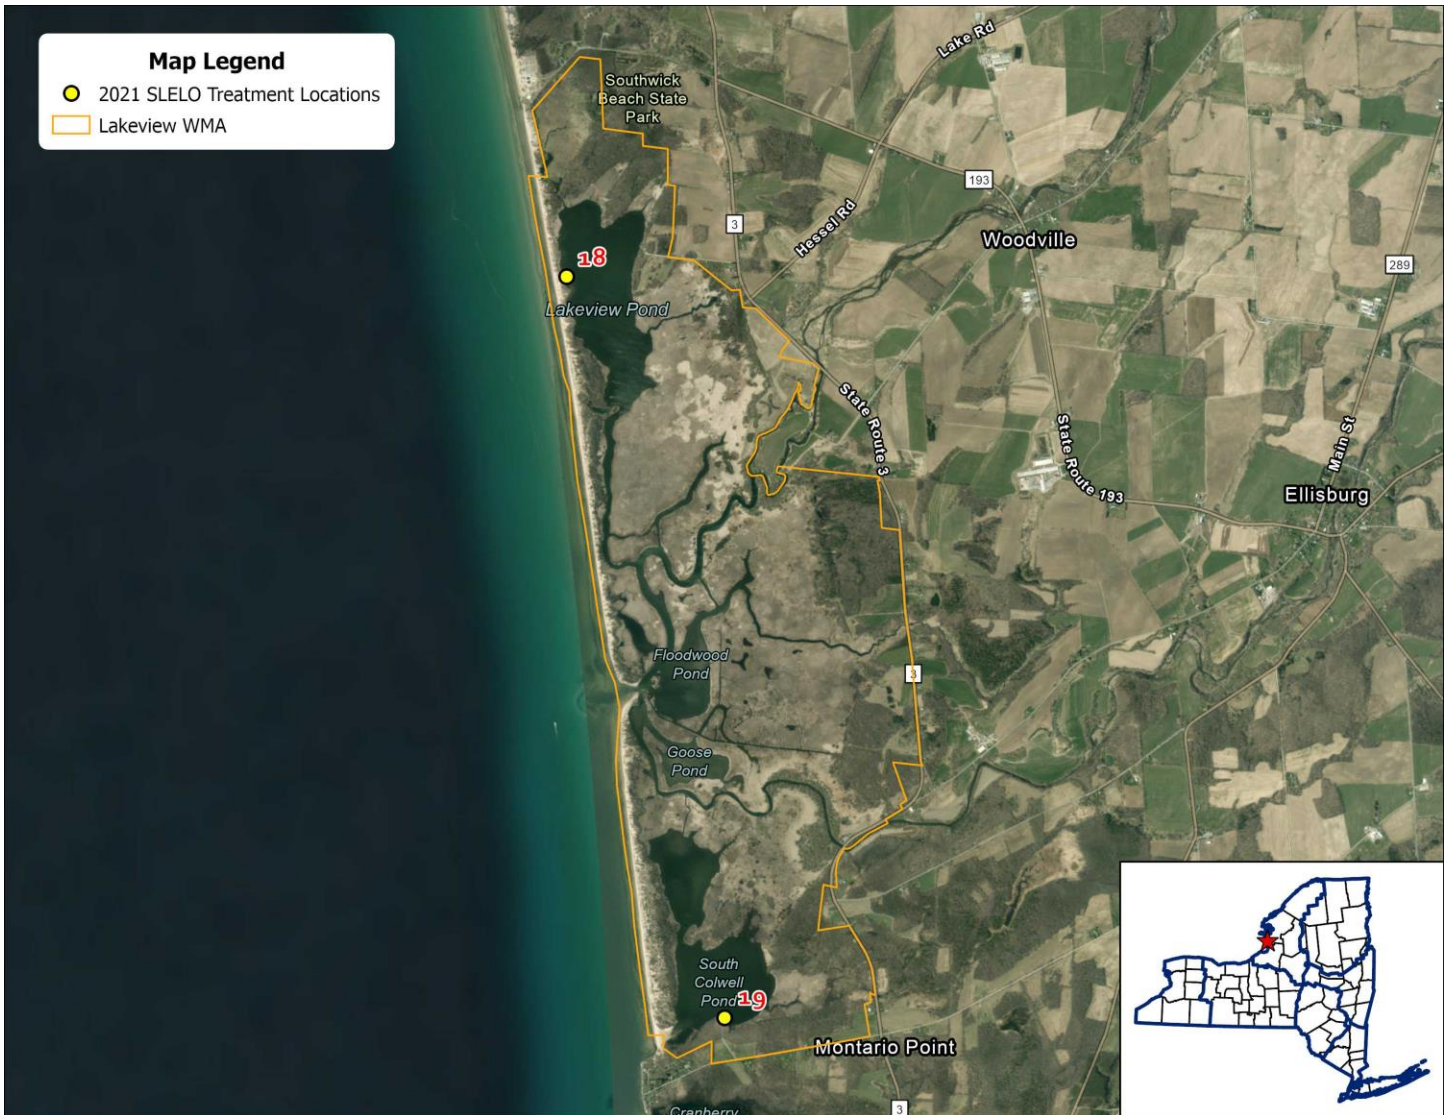 Map Legend
2021 SLELO Treatment Locations
Lakeview WMA
Lake Rd
Southwick
Beach State
Park
193
3
Hessel Rd
Woodville
289
18
Lakeview Pond
State Route 3
State Route 193
Main St
Ellisburg
Floodwood
Pond
3
Goose
Pond
South
Colwell
Pond
19
Montario Point
3
Cranberry